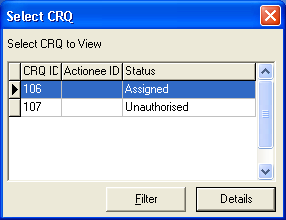 Select CRQ
Select CRQ to View
CRQ ID Actionee ID Status
106 Assigned
107 Unauthorised
Filter Details